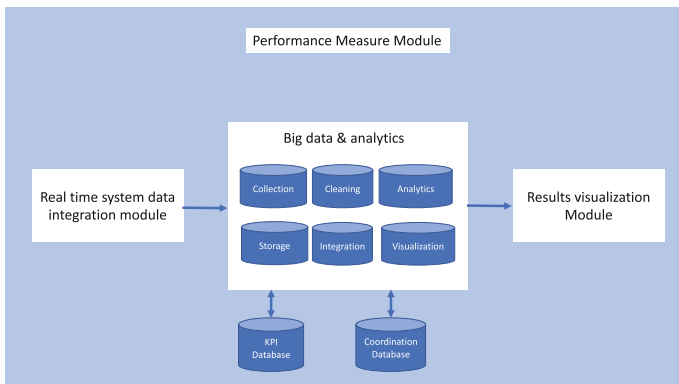 Performance Measure Module
Big data & analytics
Collection
Cleaning
Analytics
Real time system data
integration module
Results visualization
Module
Storage
Integration
Visualization
KPI
Database
Coordination
Database